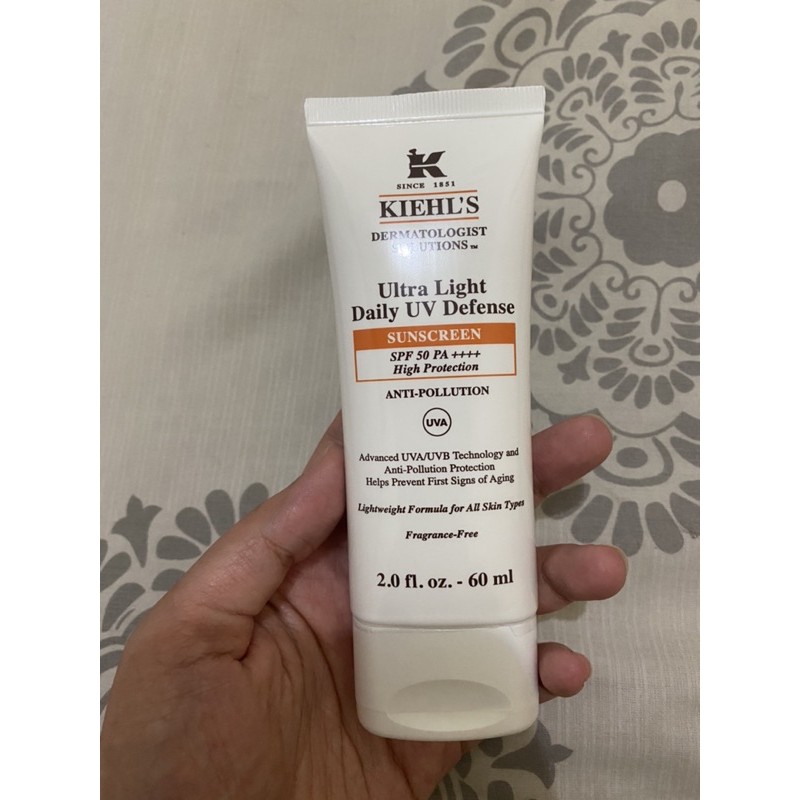 K
SINCE 1851
KIEHL'S
DERMATOLOGIST
SOLUTIONS™
Ultra Light
Daily UV Defense
SUNSCREEN
SPF 50 PA ++++
High Protection
ANTI-POLLUTION
UVA
Advanced UVA/UVB Technology and
Anti-Pollution Protection
Helps Prevent First Signs of Aging
Lightweight Formula for All Skin Types
Fragrance-Free
2.0 fl. oz. - 60 ml